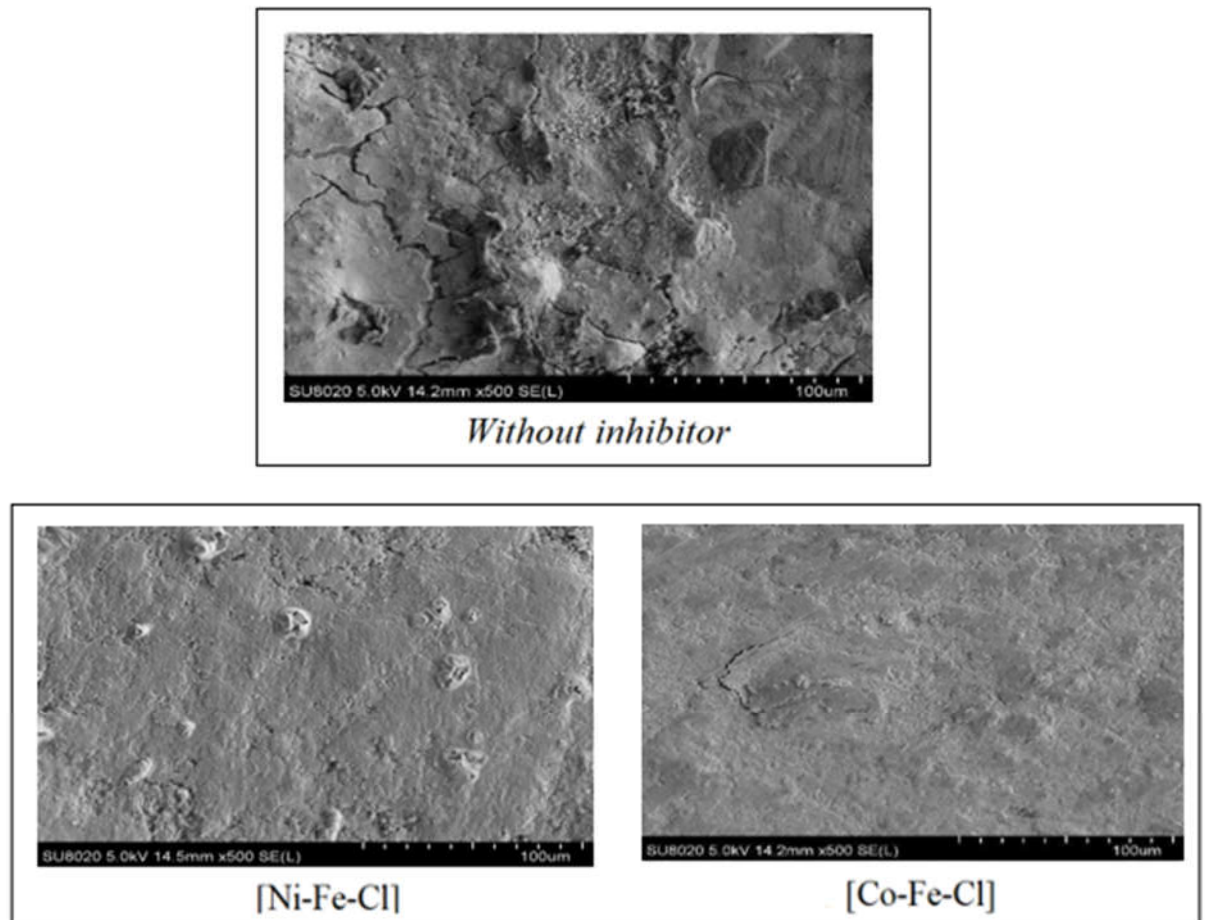 SU8020 5.0kV 14.2mm x500 SE(L) 100um
Without inhibitor
SU8020 5.0kV 14.5mm x500 SE(L) 100um
SU8020 5.0kV 14.2mm x500 SE(L) 100um
[Ni-Fe-Cl]
[Co-Fe-Cl]